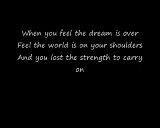 When you feel the dream is over
Feel the world is on your shoulders
And you lost the strength to carry
on